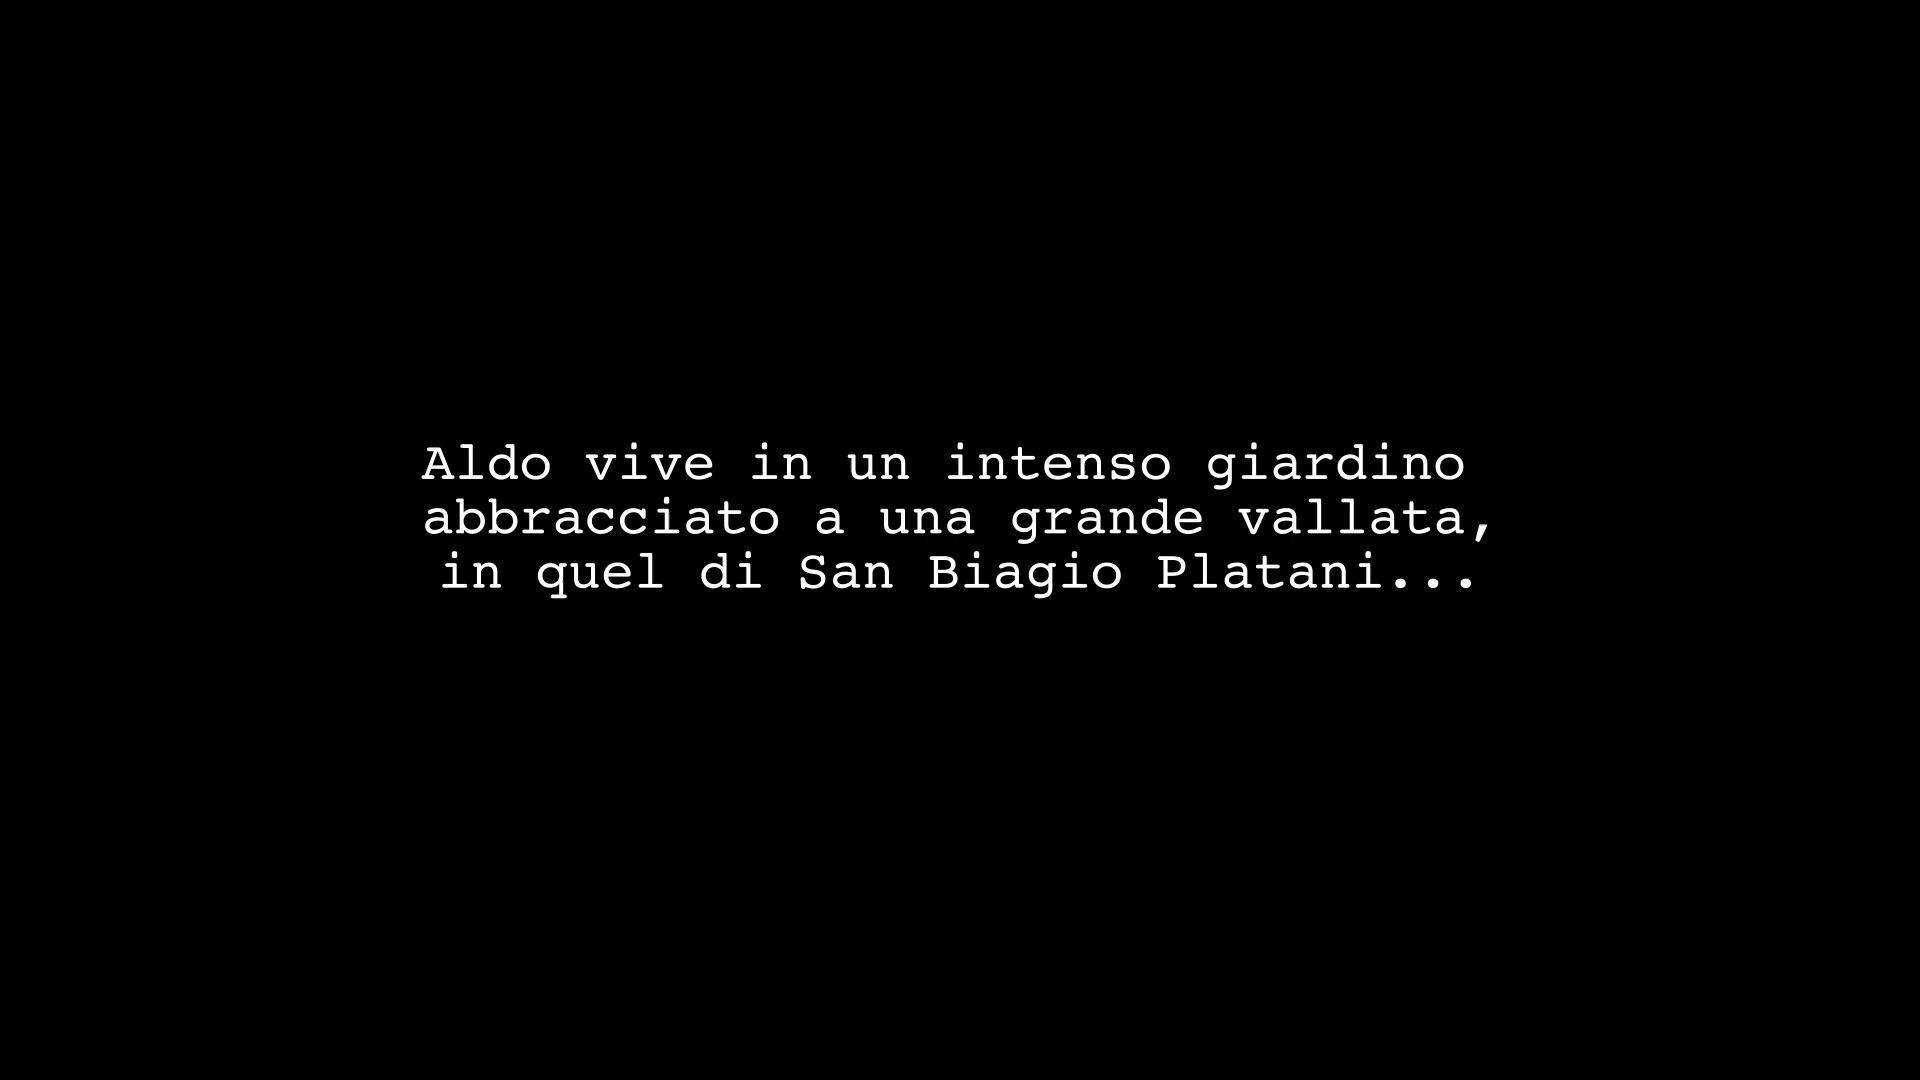 Aldo vive in un intenso giardino
abbracciato a una grande vallata,
in quel di San Biagio Platani...